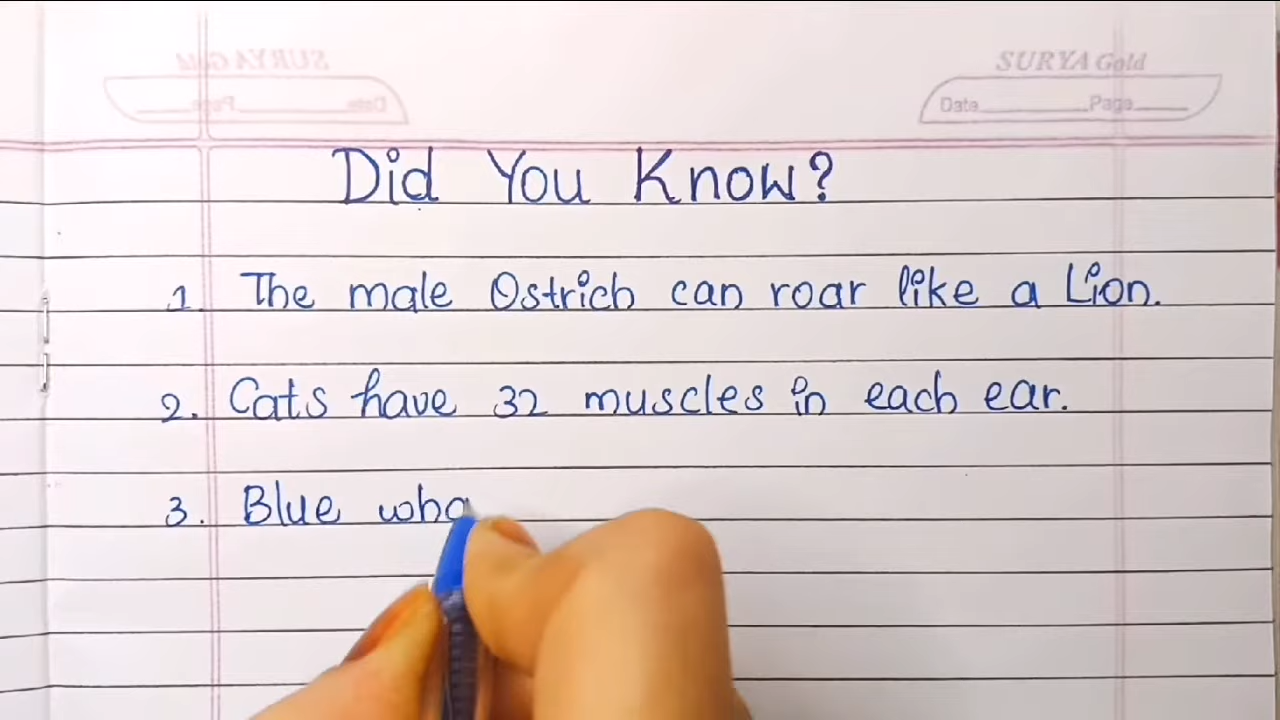 SURYA Gold
Date Page
Did You Know?
1. The male Ostrich can roar like a Lion.
2. Cats have 32 muscles in each ear.
3. Blue wha